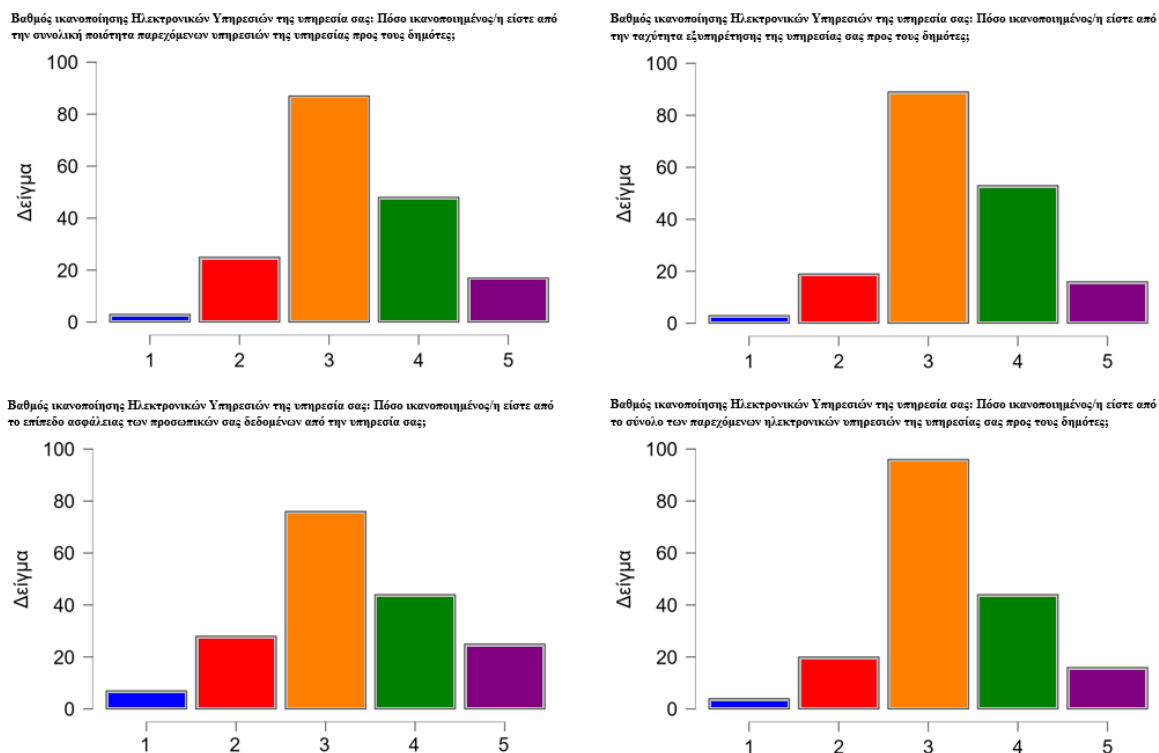 Βαθμός ικανοποίησης Ηλεκτρονικών Υπηρεσιών της υπηρεσία σας: Πόσο ικανοποιημένος/η είστε από
την συνολική ποιότητα παρεχόμενων υπηρεσιών της υπηρεσίας προς τους δημότες;
100
80
60
40
20
0
Δείγμα
1 2 3 4 5
Βαθμός ικανοποίησης Ηλεκτρονικών Υπηρεσιών της υπηρεσία σας: Πόσο ικανοποιημένος/η είστε από
την ταχύτητα εξυπηρέτησης της υπηρεσίας σας προς τους δημότες;
100
80
60
40
20
0
Δείγμα
1 2 3 4 5
Βαθμός ικανοποίησης Ηλεκτρονικών Υπηρεσιών της υπηρεσία σας: Πόσο ικανοποιημένος/η είστε από
το επίπεδο ασφάλειας των προσωπικών σας δεδομένων από την υπηρεσία σας;
100
80
60
40
20
0
Δείγμα
1 2 3 4 5
Βαθμός ικανοποίησης Ηλεκτρονικών Υπηρεσιών της υπηρεσία σας: Πόσο ικανοποιημένος/η είστε από
το σύνολο των παρεχόμενων ηλεκτρονικών υπηρεσιών της υπηρεσίας σας προς τους δημότες;
100
80
60
40
20
0
Δείγμα
1 2 3 4 5